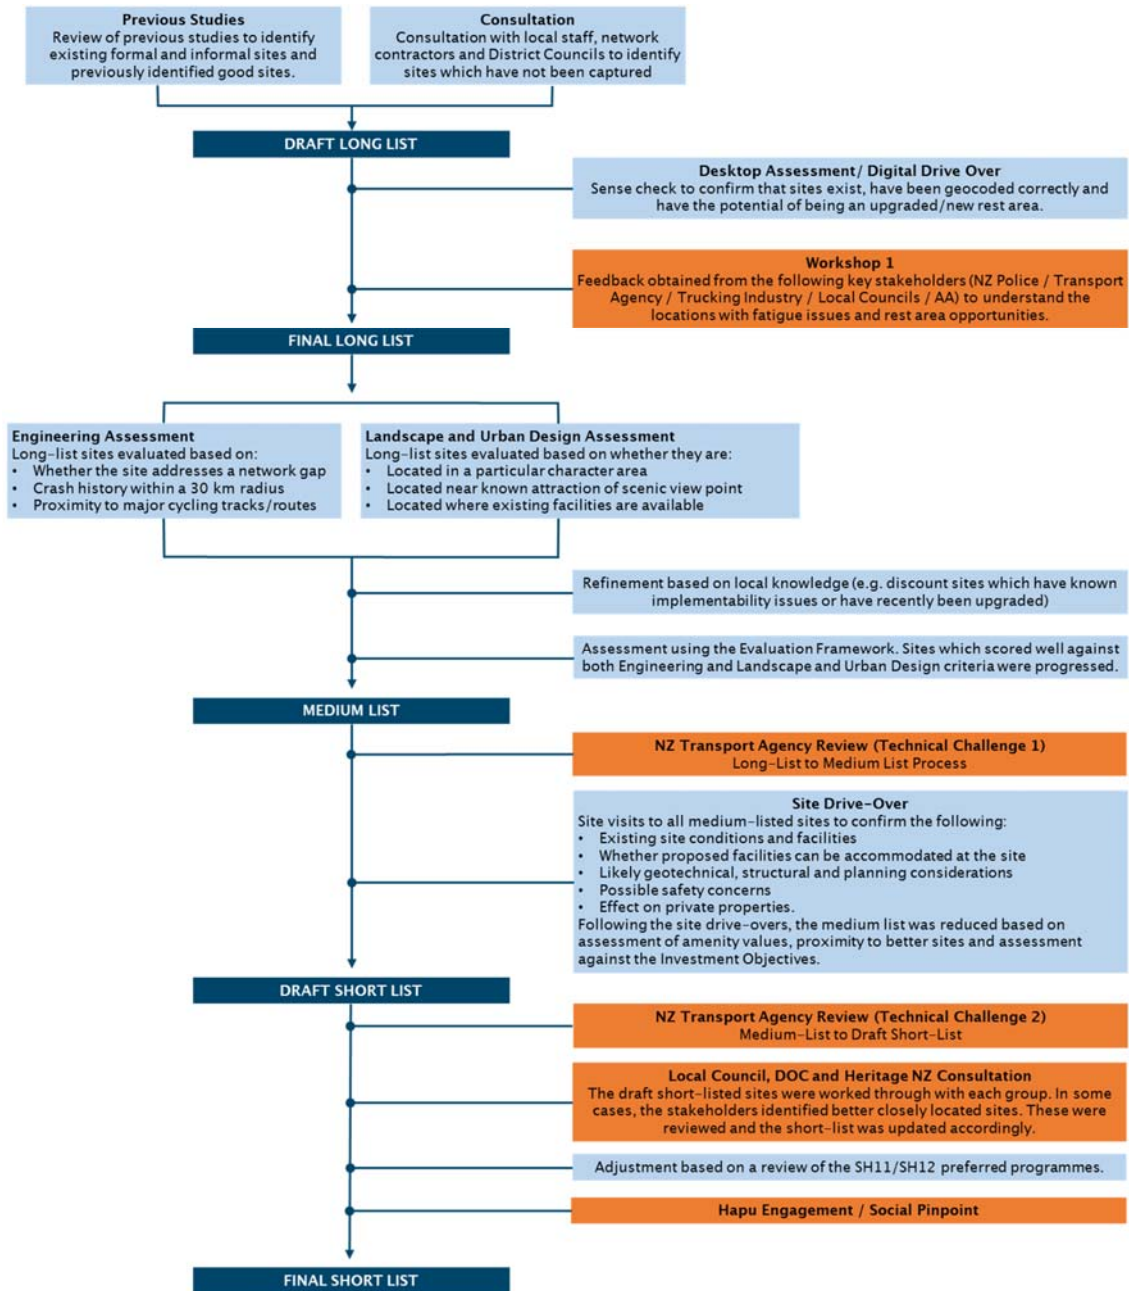 Previous Studies
Review of previous studies to identify
existing formal and informal sites and
previously identified good sites.
Consultation
Consultation with local staff, network
contractors and District Councils to identify
sites which have not been captured
DRAFT LONG LIST
Desktop Assessment/ Digital Drive Over
Sense check to confirm that sites exist, have been geocoded correctly and
have the potential of being an upgraded/new rest area.
Workshop 1
Feedback obtained from the following key stakeholders (NZ Police / Transport
Agency / Trucking Industry / Local Councils / AA) to understand the
locations with fatigue issues and rest area opportunities.
FINAL LONG LIST
Engineering Assessment
Long-list sites evaluated based on:
• Whether the site addresses a network gap
• Crash history within a 30 km radius
• Proximity to major cycling tracks/routes
Landscape and Urban Design Assessment
Long-list sites evaluated based on whether they are:
• Located in a particular character area
• Located near known attraction of scenic view point
• Located where existing facilities are available
Refinement based on local knowledge (e.g. discount sites which have known
implementability issues or have recently been upgraded)
Assessment using the Evaluation Framework. Sites which scored well against
both Engineering and Landscape and Urban Design criteria were progressed.
MEDIUM LIST
NZ Transport Agency Review (Technical Challenge 1)
Long-List to Medium List Process
Site Drive-Over
Site visits to all medium-listed sites to confirm the following:
• Existing site conditions and facilities
• Whether proposed facilities can be accommodated at the site
• Likely geotechnical, structural and planning considerations
• Possible safety concerns
• Effect on private properties.
Following the site drive-overs, the medium list was reduced based on
assessment of amenity values, proximity to better sites and assessment
against the Investment Objectives.
DRAFT SHORT LIST
NZ Transport Agency Review (Technical Challenge 2)
Medium-List to Draft Short-List
Local Council, DOC and Heritage NZ Consultation
The draft short-listed sites were worked through with each group. In some
cases, the stakeholders identified better closely located sites. These were
reviewed and the short-list was updated accordingly.
Adjustment based on a review of the SH11/SH12 preferred programmes.
Hapu Engagement / Social Pinpoint
FINAL SHORT LIST